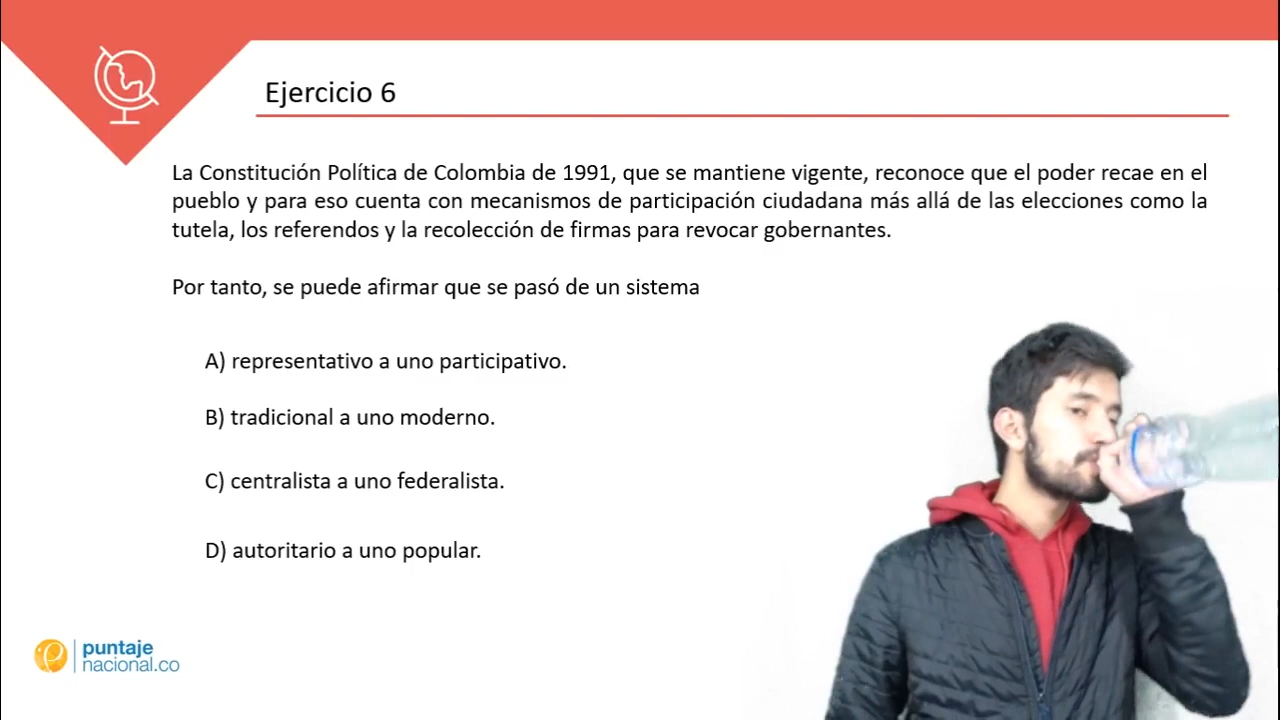 Ejercicio 6
La Constitución Política de Colombia de 1991, que se mantiene vigente, reconoce que el poder recae en el
pueblo y para eso cuenta con mecanismos de participación ciudadana más allá de las elecciones como la
tutela, los referendos y la recolección de firmas para revocar gobernantes.
Por tanto, se puede afirmar que se pasó de un sistema
A) representativo a uno participativo.
B) tradicional a uno moderno.
C) centralista a uno federalista.
D) autoritario a uno popular.
puntaje
nacional.co